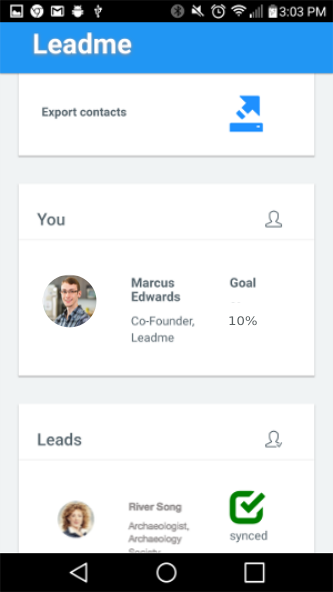 3:03 PM
Leadme
Export contacts
You
Marcus
Edwards
Goal
Co-Founder,
Leadme
10%
Leads
River Song
Archaeologist,
Archaeology
Society
synced